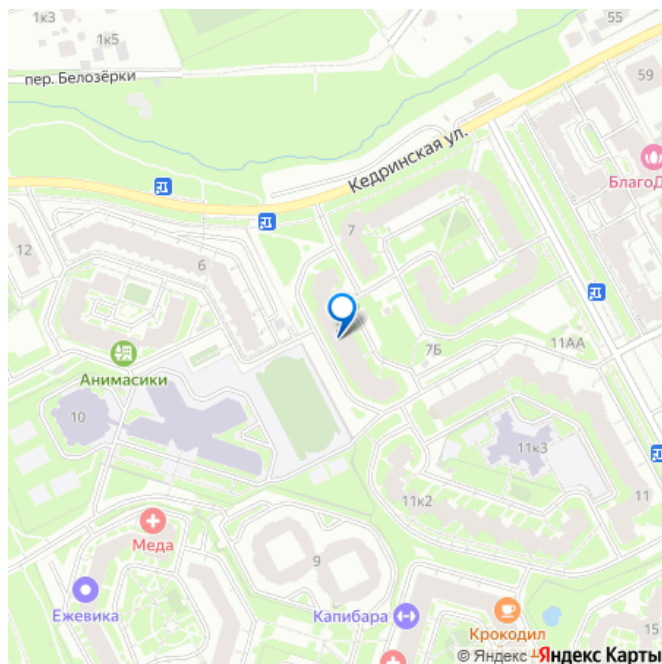 1к3
1к5
55
пер. Белозёрки
59
Кедринская ул.
БлагоД
7
12
6
7Б
11АА
Анимасики
10
11к3
11к2
11
Меда
9
Ежевика
Капибара
Крокодил
15
© Яндекс Яндекс Карты